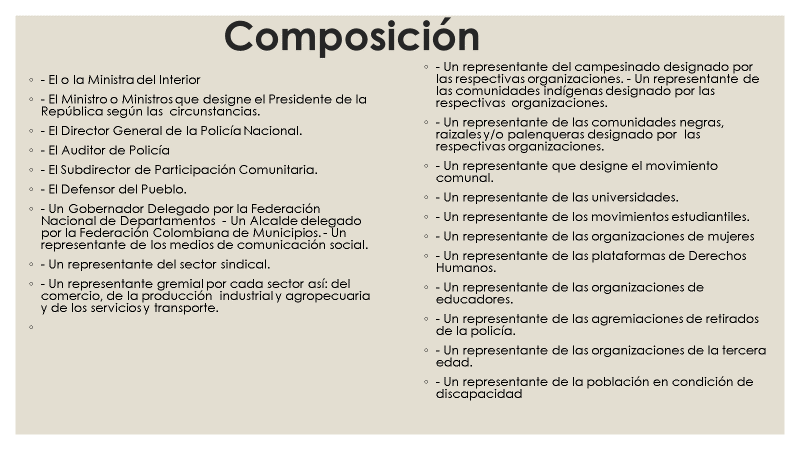 Composición
- El o la Ministra del Interior
- El Ministro o Ministros que designe el Presidente de la
República según las circunstancias.
- El Director General de la Policía Nacional.
- El Auditor de Policía
- El Subdirector de Participación Comunitaria.
- El Defensor del Pueblo.
- Un Gobernador Delegado por la Federación
Nacional de Departamentos - Un Alcalde delegado
por la Federación Colombiana de Municipios. - Un
representante de los medios de comunicación social.
- Un representante del sector sindical.
- Un representante gremial por cada sector así: del
comercio, de la producción industrial y agropecuaria
y de los servicios y transporte.
- Un representante del campesinado designado por
las respectivas organizaciones. - Un representante de
las comunidades indígenas designado por las
respectivas organizaciones.
- Un representante de las comunidades negras,
raizales y/o palenqueras designado por las
respectivas organizaciones.
- Un representante que designe el movimiento
comunal.
- Un representante de las universidades.
- Un representante de los movimientos estudiantiles.
- Un representante de las organizaciones de mujeres
- Un representante de las plataformas de Derechos
Humanos.
- Un representante de las organizaciones de
educadores.
- Un representante de las agremiaciones de retirados
de la policía.
- Un representante de las organizaciones de la tercera
edad.
- Un representante de la población en condición de
discapacidad